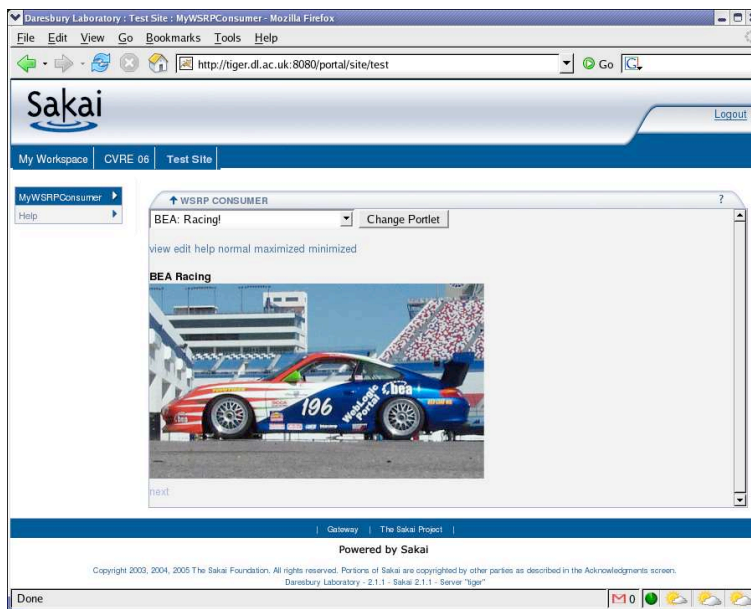 Daresbury Laboratory : Test Site : MyWSRPConsumer - Mozilla Firefox
File Edit View Go Bookmarks Tools Help
http://tiger.dl.ac.uk:8080/portal/site/test Go G
Sakai
Logout
My Workspace CVRE 06 Test Site
MyWSRPConsumer
Help
WSRP CONSUMER ?
BEA: Racing! Change Portlet
view edit help normal maximized minimized
BEA Racing
bea
196
WebLogic Portal
bea
next
| Gateway | The Sakai Project |
Powered by Sakai
Copyright 2003, 2004, 2005 The Sakai Foundation. All rights reserved. Portions of Sakai are copyrighted by other parties as described in the Acknowledgments screen.
Daresbury Laboratory - 2.1.1 - Sakai 2.1.1 - Server "tiger"
Done 0